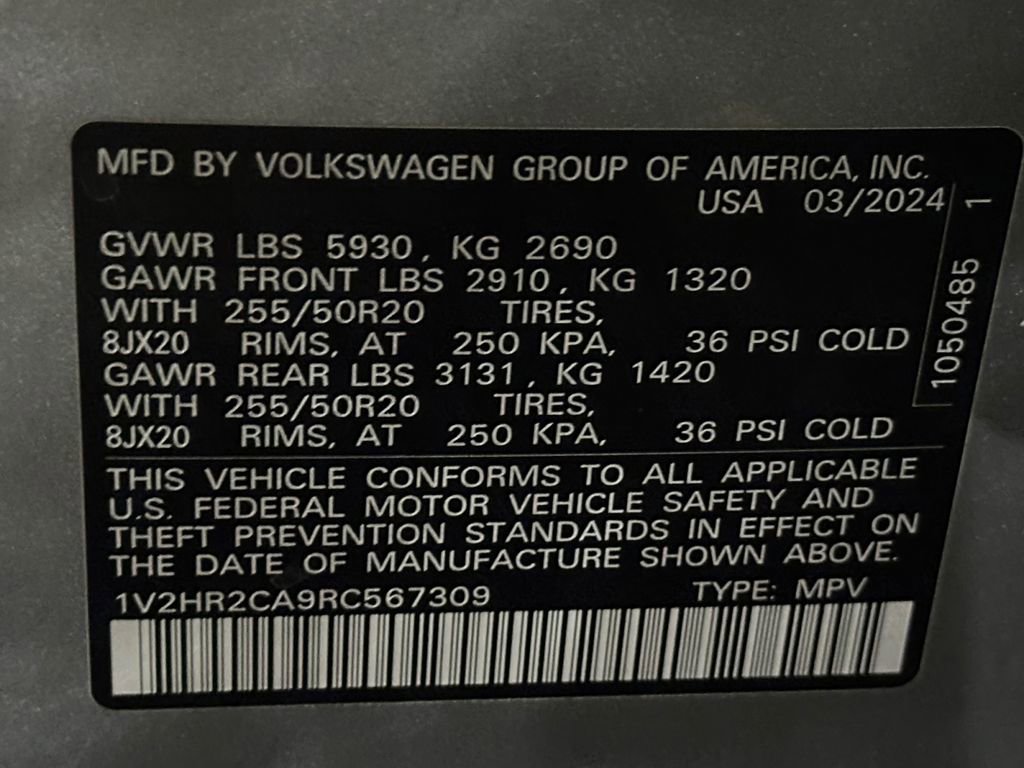 MFD BY VOLKSWAGEN GROUP OF AMERICA, INC.
USA 03/2024
GVWR LBS 5930, KG 2690
GAWR FRONT LBS 2910, KG 1320
WITH 255/50R20 TIRES,
8JX20 RIMS, AT 250 KPA, 36 PSI COLD
GAWR REAR LBS 3131, KG 1420
WITH 255/50R20 TIRES,
8JX20 RIMS, AT 250 KPA, 36 PSI COLD
1050485 1
THIS VEHICLE CONFORMS TO ALL APPLICABLE
U.S. FEDERAL MOTOR VEHICLE SAFETY AND
THEFT PREVENTION STANDARDS IN EFFECT ON
THE DATE OF MANUFACTURE SHOWN ABOVE.
1V2HR2CA9RC567309 TYPE: MPV